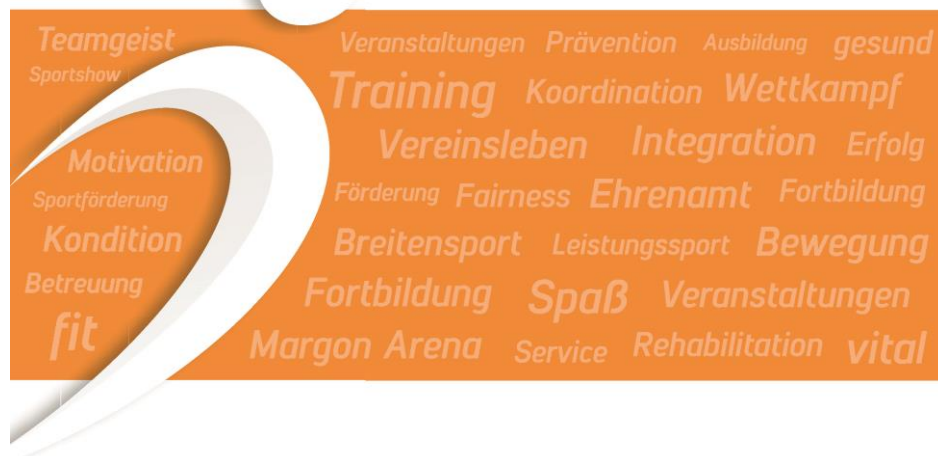 Teamgeist
Sportshow
Motivation
Sportförderung
Kondition
Betreuung
fit
Veranstaltungen Prävention Ausbildung gesund
Training Koordination Wettkampf
Vereinsleben Integration Erfolg
Förderung Fairness Ehrenamt Fortbildung
Breitensport Leistungssport Bewegung
Fortbildung Spaß Veranstaltungen
Margon Arena Service Rehabilitation vital